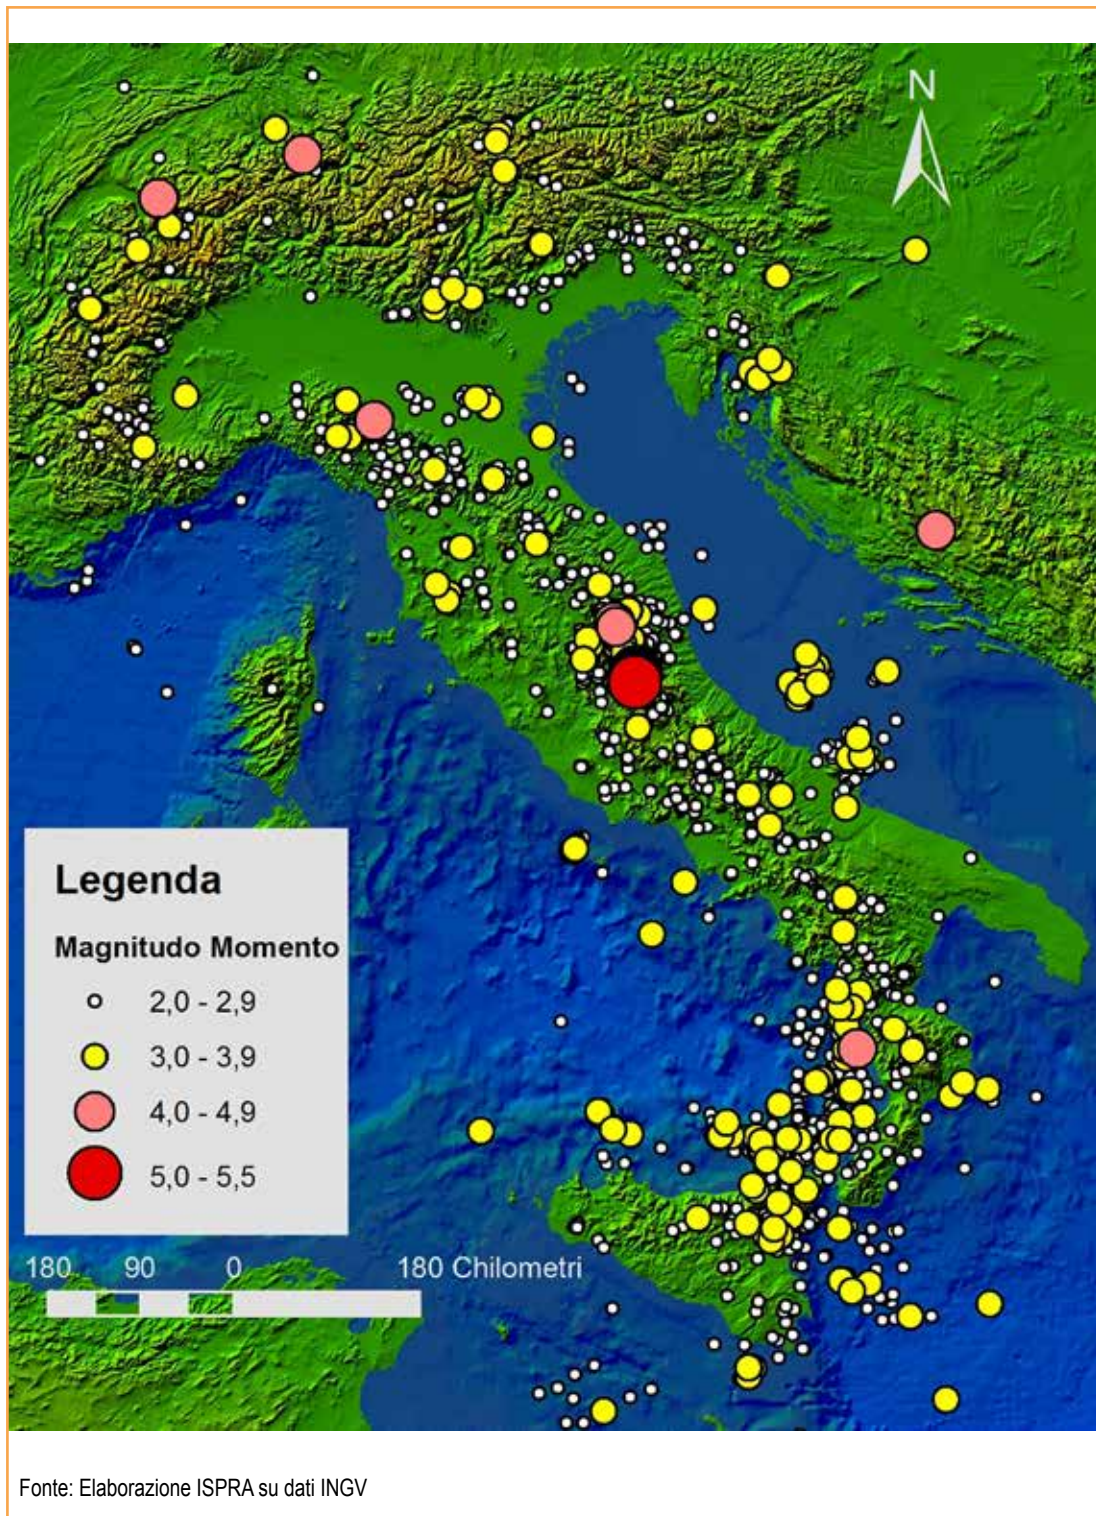 N
Legenda
Magnitudo Momento
2,0 - 2,9
3,0 - 3,9
4,0 - 4,9
5,0 - 5,5
180 90 0 180 Chilometri
Fonte: Elaborazione ISPRA su dati INGV